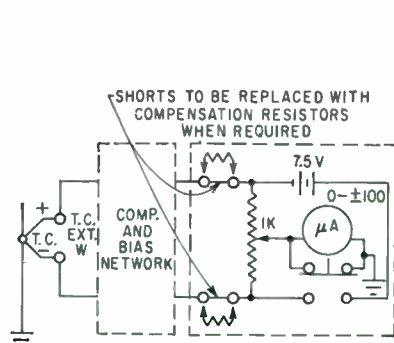 SHORTS TO BE REPLACED WITH
COMPENSATION RESISTORS
WHEN REQUIRED
7.5 V
0-±100
+
T.C.
T.C.
EXT.
W
-
COMP.
AND
BIAS
NETWORK
1K
μA